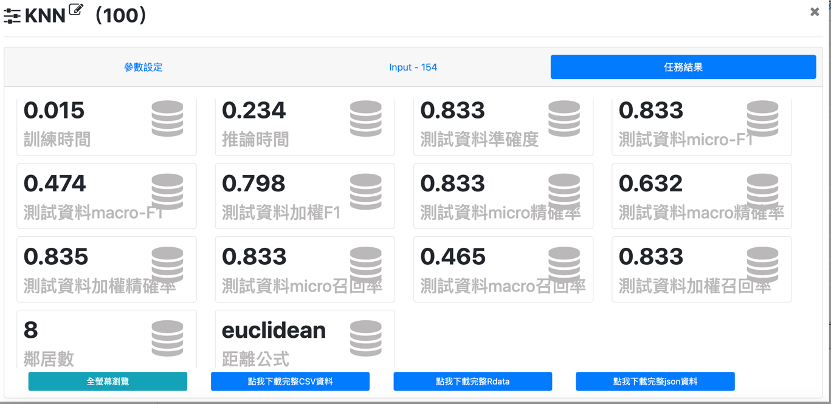 KNN (100)
×
參數設定
Input - 154
任務結果
0.015
訓練時間
0.234
推論時間
0.833
測試資料準確度
0.833
測試資料micro-F1
0.474
測試資料macro-F1
0.798
測試資料加權F1
0.833
測試資料micro精確率
0.632
測試資料macro精確率
0.835
測試資料加權精確率
0.833
測試資料micro召回率
0.465
測試資料macro召回率
0.833
測試資料加權召回率
8
鄰居數
euclidean
距離公式
全螢幕瀏覽
點我下載完整CSV資料
點我下載完整Rdata
點我下載完整json資料